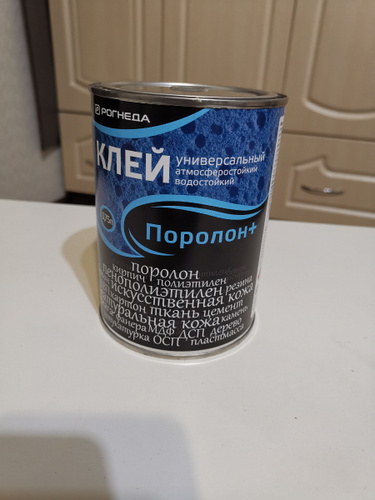 РОГНЕДА
КЛЕЙ
универсальный
атмосферостойкий
водостойкий
Поролон+
поролон
кирпич полиэтилен
пенополиэтилен резина
искусственная кожа
картон ткань цемент
натуральная кожа камень
фанера МДФ ДСП дерево
штукатурка ОСП пластмасса